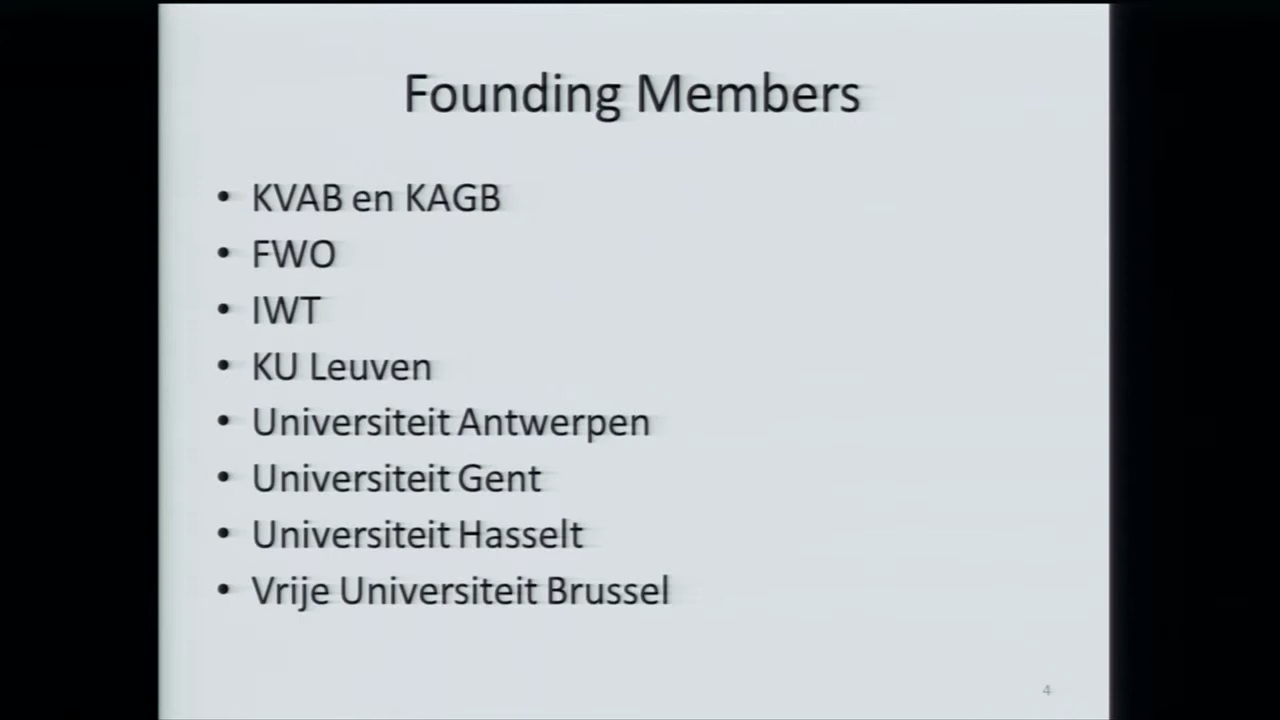 Founding Members
• KVAB en KAGB
• FWO
• IWT
• KU Leuven
• Universiteit Antwerpen
• Universiteit Gent
• Universiteit Hasselt
• Vrije Universiteit Brussel
4